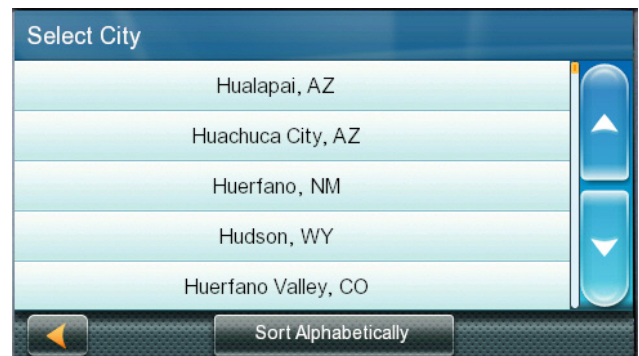 Select City
Hualapai, AZ
Huachuca City, AZ
Huerfano, NM
Hudson, WY
Huerfano Valley, CO
Sort Alphabetically